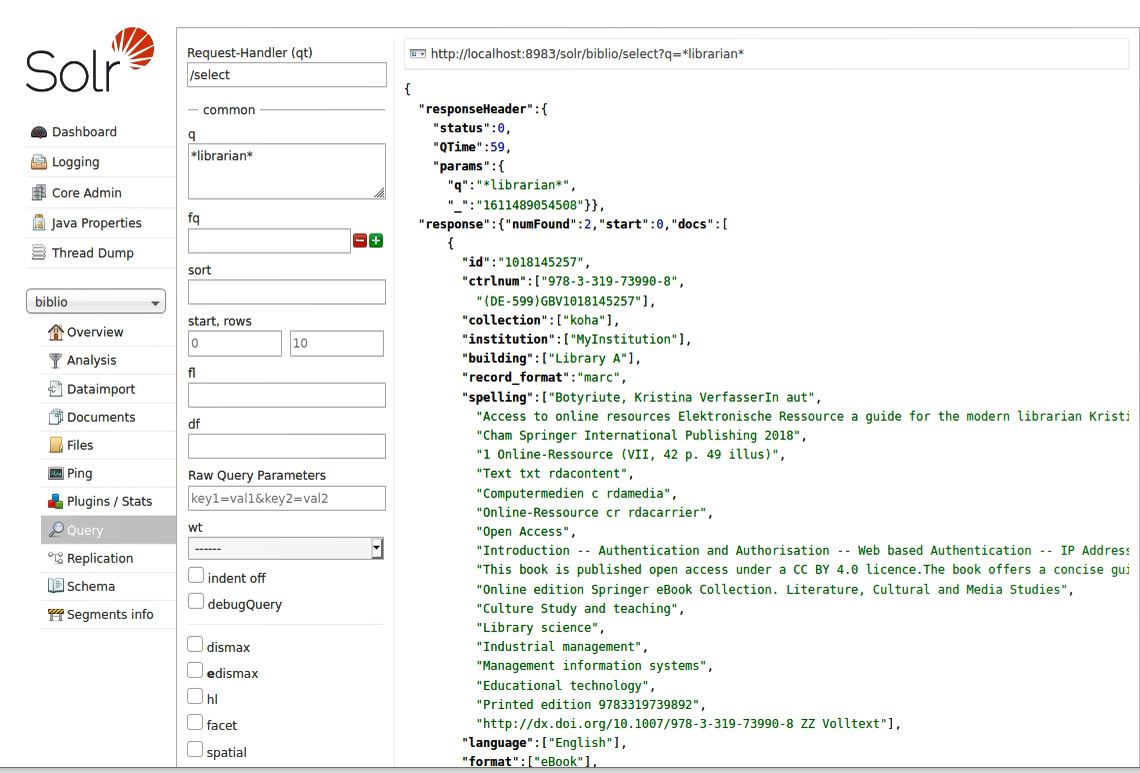 Solr
Dashboard
Logging
Core Admin
Java Properties
Thread Dump
biblio
Overview
Analysis
Dataimport
Documents
Files
Ping
Plugins / Stats
Query
Replication
Schema
Segments info
Request-Handler (qt)
/select
common
q
*librarian*
fq
sort
start, rows
0 10
fl
df
Raw Query Parameters
key1=val1&key2=val2
wt
------
indent off
debugQuery
dismax
edismax
hl
facet
spatial
http://localhost:8983/solr/biblio/select?q=*librarian*
{
"responseHeader":{
"status":0,
"QTime":59,
"params":{
"q":"*librarian*",
"_":"1611489054508"}},
"response":{"numFound":2,"start":0,"docs":[
{
"id":"1018145257",
"ctrlnum":["978-3-319-73990-8",
"(DE-599)GBV1018145257"],
"collection":["koha"],
"institution":["MyInstitution"],
"building":["Library A"],
"record_format":"marc",
"spelling":["Botyriute, Kristina VerfasserIn aut",
"Access to online resources Elektronische Ressource a guide for the modern librarian Kristi
"Cham Springer International Publishing 2018",
"1 Online-Ressource (VII, 42 p. 49 illus)",
"Text txt rdacontent",
"Computermedien c rdamedia",
"Online-Ressource cr rdacarrier",
"Open Access",
"Introduction -- Authentication and Authorisation -- Web based Authentication -- IP Address
"This book is published open access under a CC BY 4.0 licence.The book offers a concise gui
"Online edition Springer eBook Collection. Literature, Cultural and Media Studies",
"Culture Study and teaching",
"Library science",
"Industrial management",
"Management information systems",
"Educational technology",
"Printed edition 9783319739892",
"http://dx.doi.org/10.1007/978-3-319-73990-8 ZZ Volltext"],
"language":["English"],
"format":["eBook"],